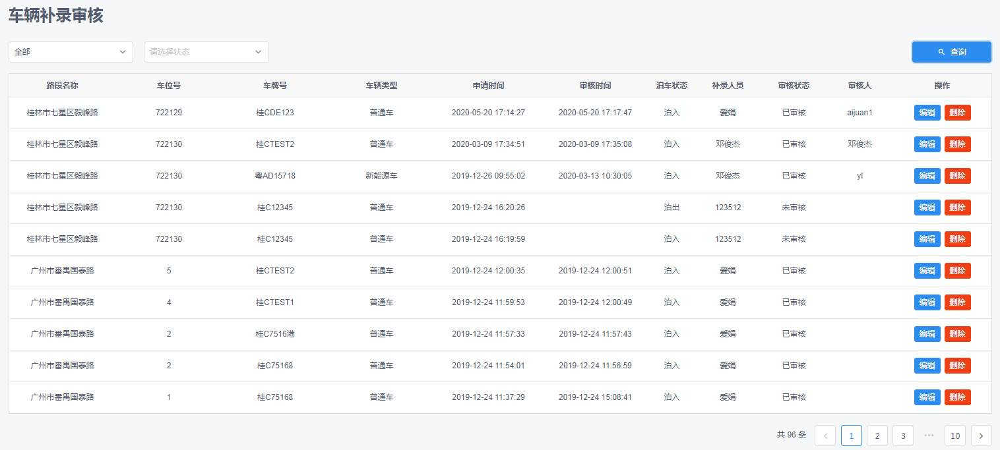 车辆补录审核
全部 请选择状态 查询
路段名称 车位号 车牌号 车辆类型 申请时间 审核时间 泊车状态 补录人员 审核状态 审核人 操作
桂林市七星区毅峰路 722129 桂CDE123 普通车 2020-05-20 17:14:27 2020-05-20 17:17:47 泊入 爱娟 已审核 aijuan1 编辑 删除
桂林市七星区毅峰路 722130 桂CTEST2 普通车 2020-03-09 17:34:51 2020-03-09 17:35:08 泊入 邓俊杰 已审核 邓俊杰 编辑 删除
桂林市七星区毅峰路 722130 粤AD15718 新能源车 2019-12-26 09:55:02 2020-03-13 10:30:05 泊入 邓俊杰 已审核 yl 编辑 删除
桂林市七星区毅峰路 722130 桂C12345 普通车 2019-12-24 16:20:26 泊出 123512 未审核 编辑 删除
桂林市七星区毅峰路 722130 桂C12345 普通车 2019-12-24 16:19:59 泊入 123512 未审核 编辑 删除
广州市番禺国泰路 5 桂CTEST2 普通车 2019-12-24 12:00:35 2019-12-24 12:00:51 泊入 爱娟 已审核 编辑 删除
广州市番禺国泰路 4 桂CTEST1 普通车 2019-12-24 11:59:53 2019-12-24 12:00:49 泊入 爱娟 已审核 编辑 删除
广州市番禺国泰路 2 桂C7516港 普通车 2019-12-24 11:57:33 2019-12-24 11:57:43 泊入 爱娟 已审核 编辑 删除
广州市番禺国泰路 2 桂C75168 普通车 2019-12-24 11:54:01 2019-12-24 11:56:59 泊入 爱娟 已审核 编辑 删除
广州市番禺国泰路 1 桂C75168 普通车 2019-12-24 11:37:29 2019-12-24 15:08:41 泊入 爱娟 已审核 编辑 删除
共 96 条 1 2 3 ••• 10